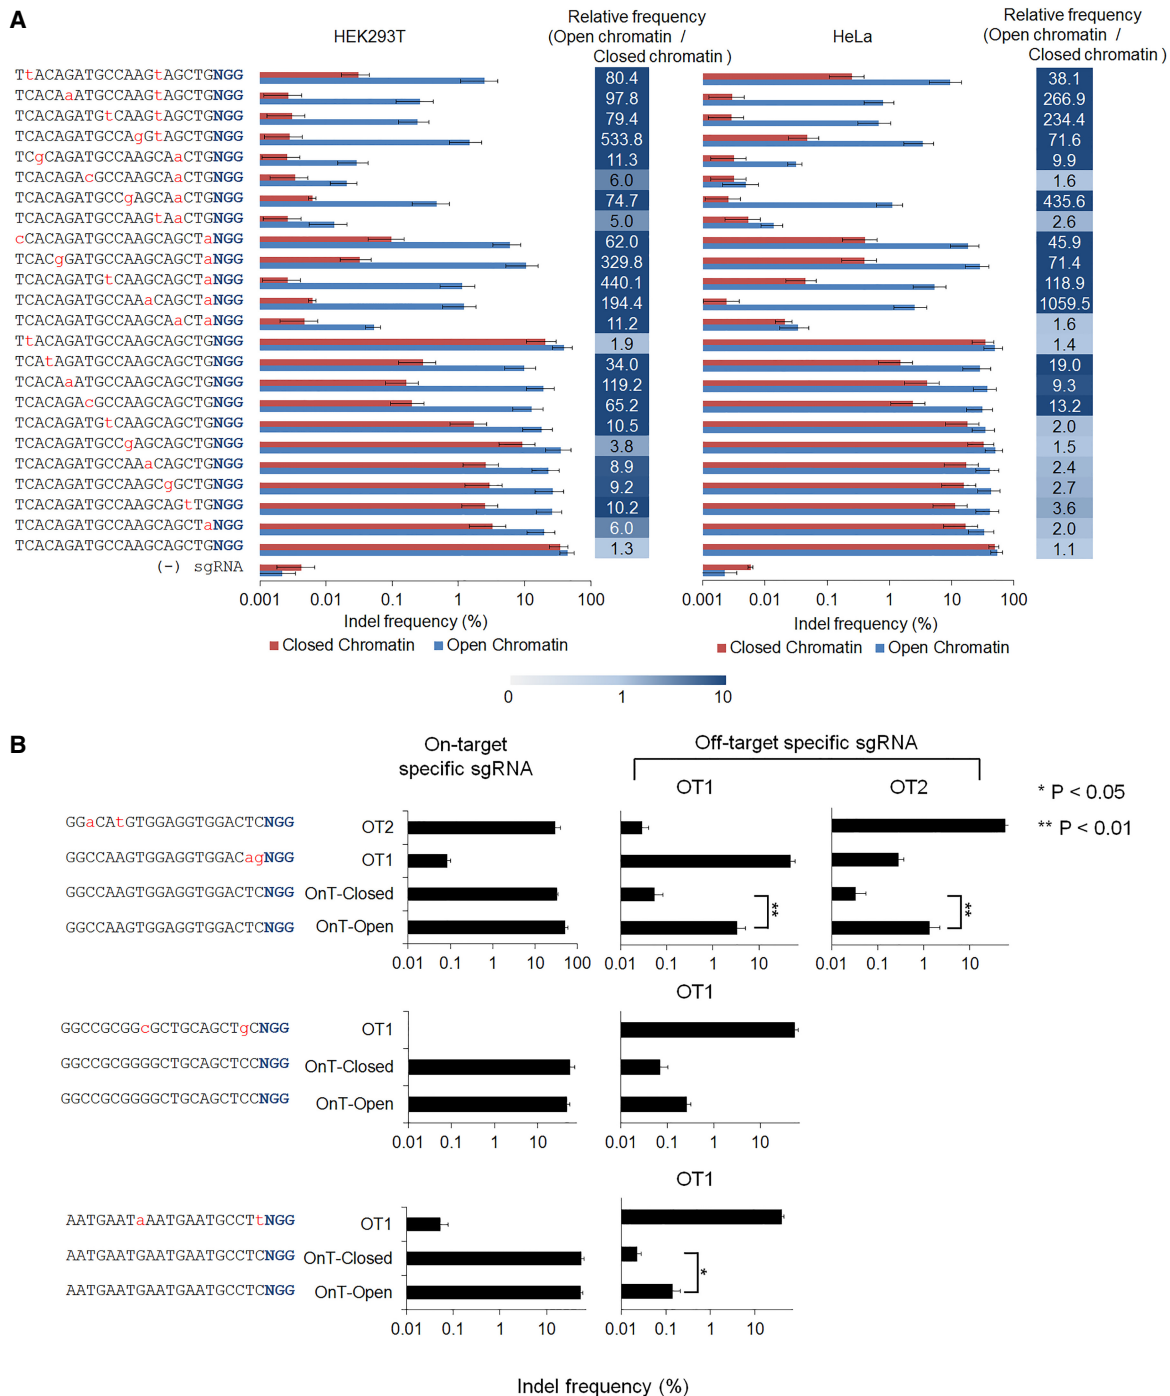 A
HEK293T
Relative frequency
(Open chromatin /
Closed chromatin)
HeLa
Relative frequency
(Open chromatin /
Closed chromatin)
TtACAGATGCCAAGtAGCTGNGG 80.4 38.1
TCACAaATGCCAAGtAGCTGNGG 97.8 266.9
TCACAGATGtCAAGtAGCTGNGG 79.4 234.4
TCACAGATGCCAgGtAGCTGNGG 533.8 71.6
TCgCAGATGCCAAGCAaCTGNGG 11.3 9.9
TCACAGAcGCCAAGCAaCTGNGG 6.0 1.6
TCACAGATGCCgAGCAaCTGNGG 74.7 435.6
TCACAGATGCCAAGtAaCTGNGG 5.0 2.6
cCACAGATGCCAAGCAGCTaNGG 62.0 45.9
TCACgGATGCCAAGCAGCTaNGG 329.8 71.4
TCACAGATGtCAAGCAGCTaNGG 440.1 118.9
TCACAGATGCCAAaCAGCTaNGG 194.4 1059.5
TCACAGATGCCAAGCAaCTaNGG 11.2 1.6
TtACAGATGCCAAGCAGCTGNGG 1.9 1.4
TCAtAGATGCCAAGCAGCTGNGG 34.0 19.0
TCACAaATGCCAAGCAGCTGNGG 119.2 9.3
TCACAGAcGCCAAGCAGCTGNGG 65.2 13.2
TCACAGATGtCAAGCAGCTGNGG 10.5 2.0
TCACAGATGCCgAGCAGCTGNGG 3.8 1.5
TCACAGATGCCAAaCAGCTGNGG 8.9 2.4
TCACAGATGCCAAGCgGCTGNGG 9.2 2.7
TCACAGATGCCAAGCAGtTGNGG 10.2 3.6
TCACAGATGCCAAGCAGCTaNGG 6.0 2.0
TCACAGATGCCAAGCAGCTGNGG 1.3 1.1
(-) sgRNA
0.001 0.01 0.1 1 10 100
0.001 0.01 0.1 1 10 100
Indel frequency (%)
Indel frequency (%)
Closed Chromatin Open Chromatin
Closed Chromatin Open Chromatin
0 1 10
B
On-target
specific sgRNA
Off-target specific sgRNA
OT1
OT2
* P < 0.05
** P < 0.01
GGaCAtGTGGAGGTGGACTCNGG OT2
GGCCAAGTGGAGGTGGACagNGG OT1
GGCCAAGTGGAGGTGGACTCNGG OnT-Closed
GGCCAAGTGGAGGTGGACTCNGG OnT-Open
** **
0.01 0.1 1 10 100
0.01 0.1 1 10
0.01 0.1 1 10
OT1
GGCCGCGGcGCTGCAGCTgCNGG OT1
GGCCGCGGGGCTGCAGCTCCNGG OnT-Closed
GGCCGCGGGGCTGCAGCTCCNGG OnT-Open
0.01 0.1 1 10
0.01 0.1 1 10
OT1
AATGAATaAATGAATGCCTtNGG OT1
AATGAATGAATGAATGCCTCNGG OnT-Closed
AATGAATGAATGAATGCCTCNGG OnT-Open
*
0.01 0.1 1 10
0.01 0.1 1 10
Indel frequency (%)